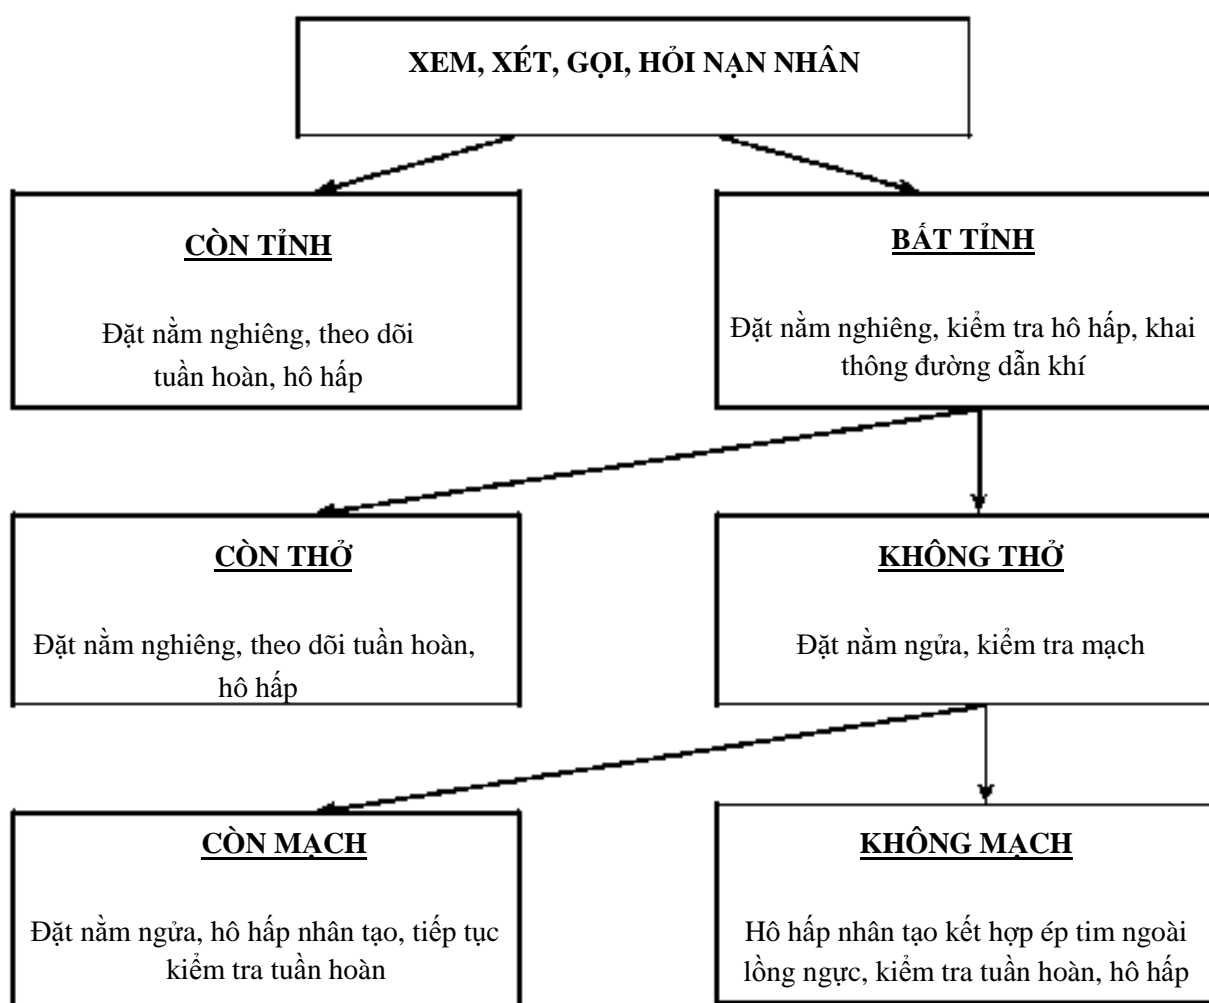 XEM, XÉT, GỌI, HỎI NẠN NHÂN
CÒN TỈNH
Đặt nằm nghiêng, theo dõi
tuần hoàn, hô hấp
BẤT TỈNH
Đặt nằm nghiêng, kiểm tra hô hấp, khai
thông đường dẫn khí
CÒN THỞ
Đặt nằm nghiêng, theo dõi tuần hoàn,
hô hấp
KHÔNG THỞ
Đặt nằm ngửa, kiểm tra mạch
CÒN MẠCH
Đặt nằm ngửa, hô hấp nhân tạo, tiếp tục
kiểm tra tuần hoàn
KHÔNG MẠCH
Hô hấp nhân tạo kết hợp ép tim ngoài
lồng ngực, kiểm tra tuần hoàn, hô hấp